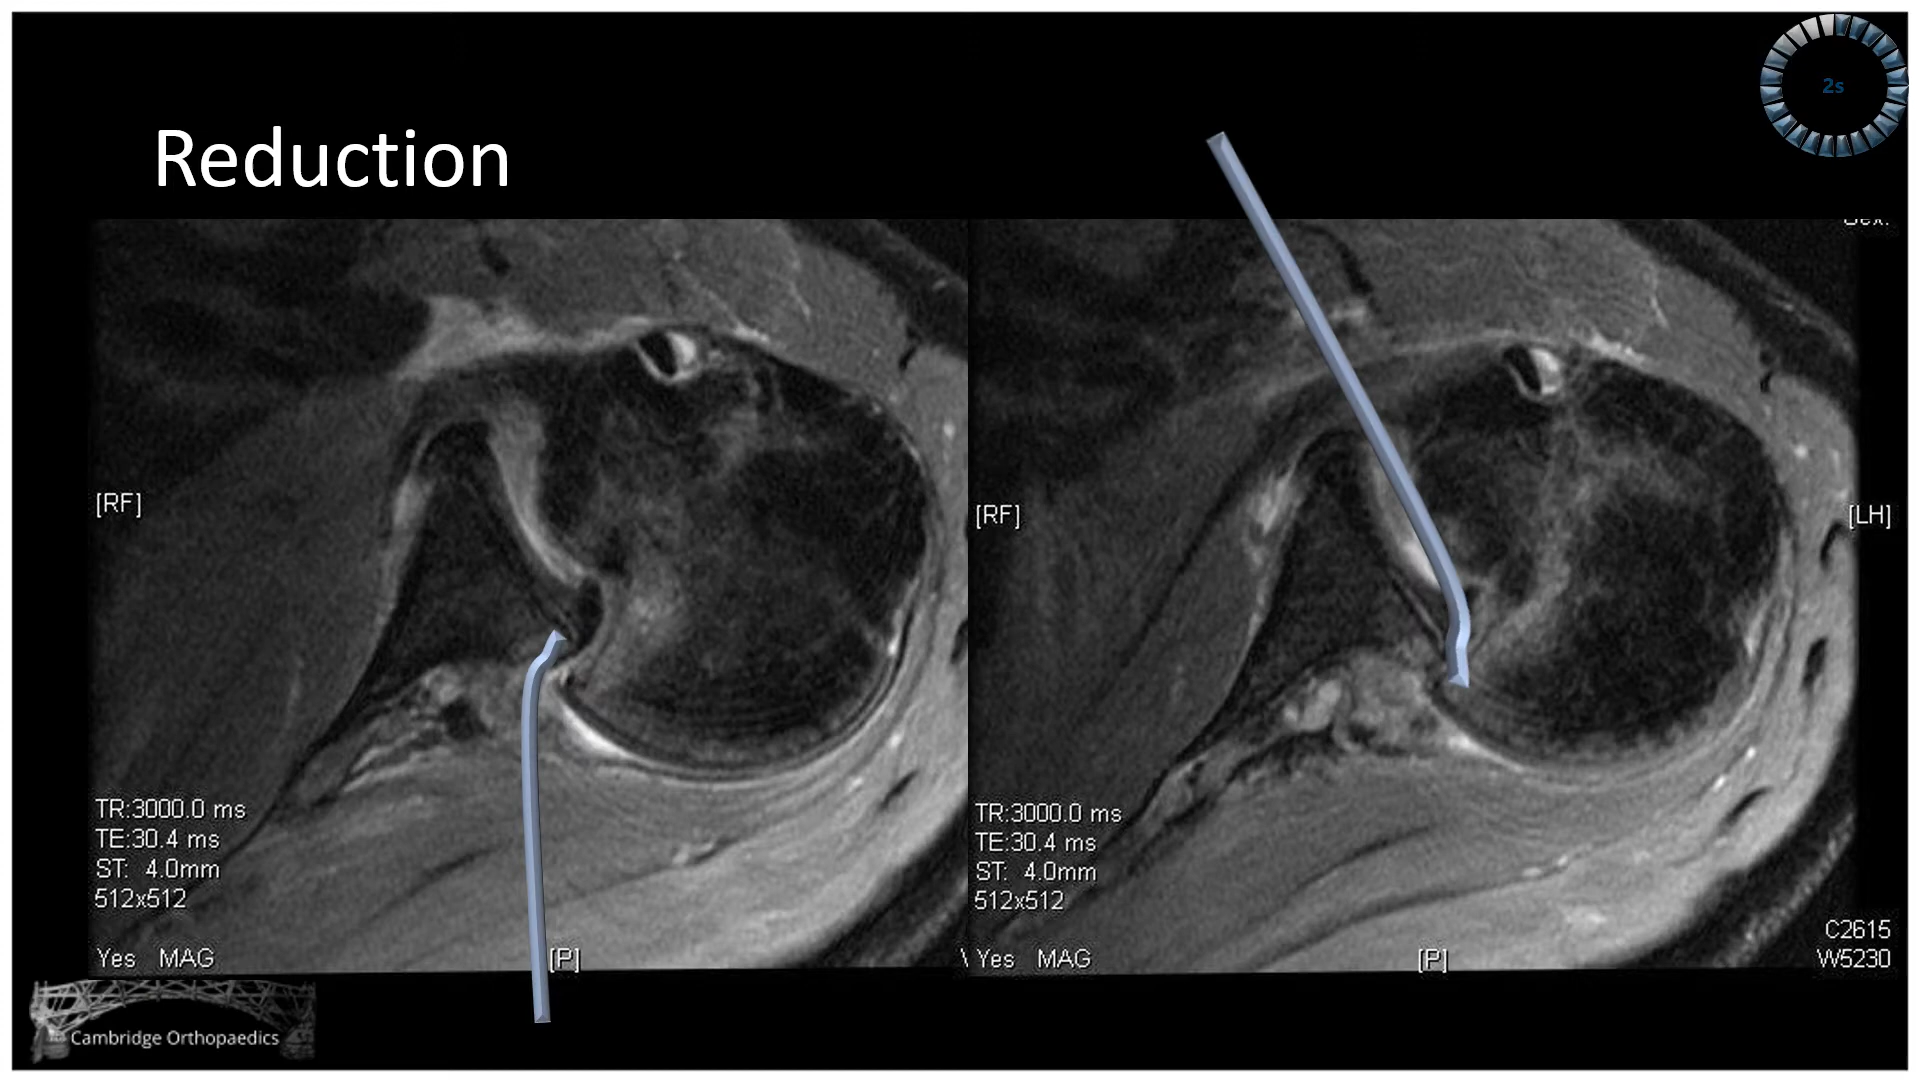 2s
Reduction
[RF]
[RF]
[LH]
TR:3000.0 ms
TE:30.4 ms
ST: 4.0mm
512x512
Yes MAG
[P]
TR:3000.0 ms
TE:30.4 ms
ST: 4.0mm
512x512
Yes MAG
[P]
C2615
W5230
Cambridge Orthopaedics